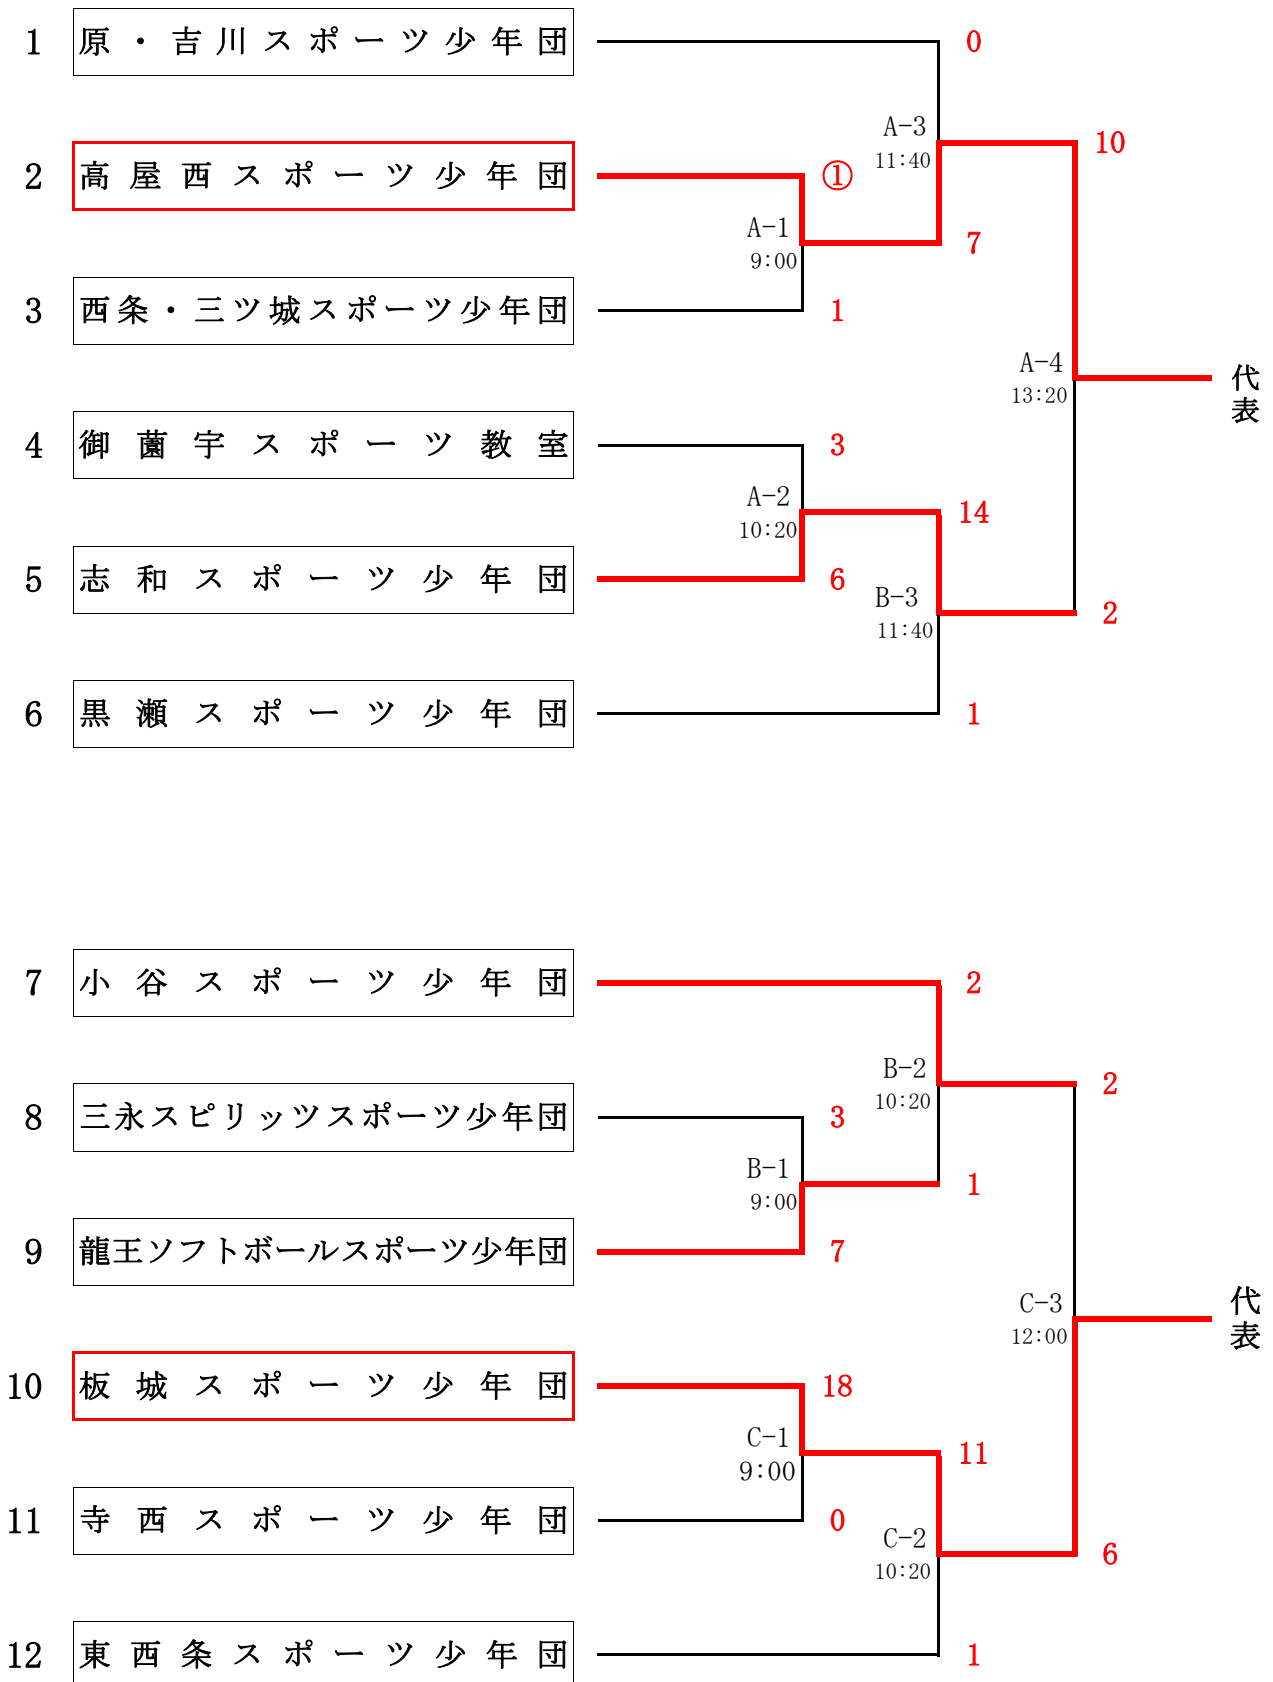 1 原・吉川スポーツ少年団 0
A-3
11:40
10
2 高屋西スポーツ少年団 ①
A-1
9:00
7
3 西条・三ツ城スポーツ少年団 1
A-4
13:20
代表
4 御薗宇スポーツ教室 3
A-2
10:20
14
5 志和スポーツ少年団 6
B-3
11:40
2
6 黒瀬スポーツ少年団 1
7 小谷スポーツ少年団 2
B-2
10:20
2
8 三永スピリッツスポーツ少年団 3
B-1
9:00
1
9 龍王ソフトボールスポーツ少年団 7
C-3
12:00
代表
10 板城スポーツ少年団 18
C-1
9:00
11
11 寺西スポーツ少年団 0
C-2
10:20
6
12 東西条スポーツ少年団 1